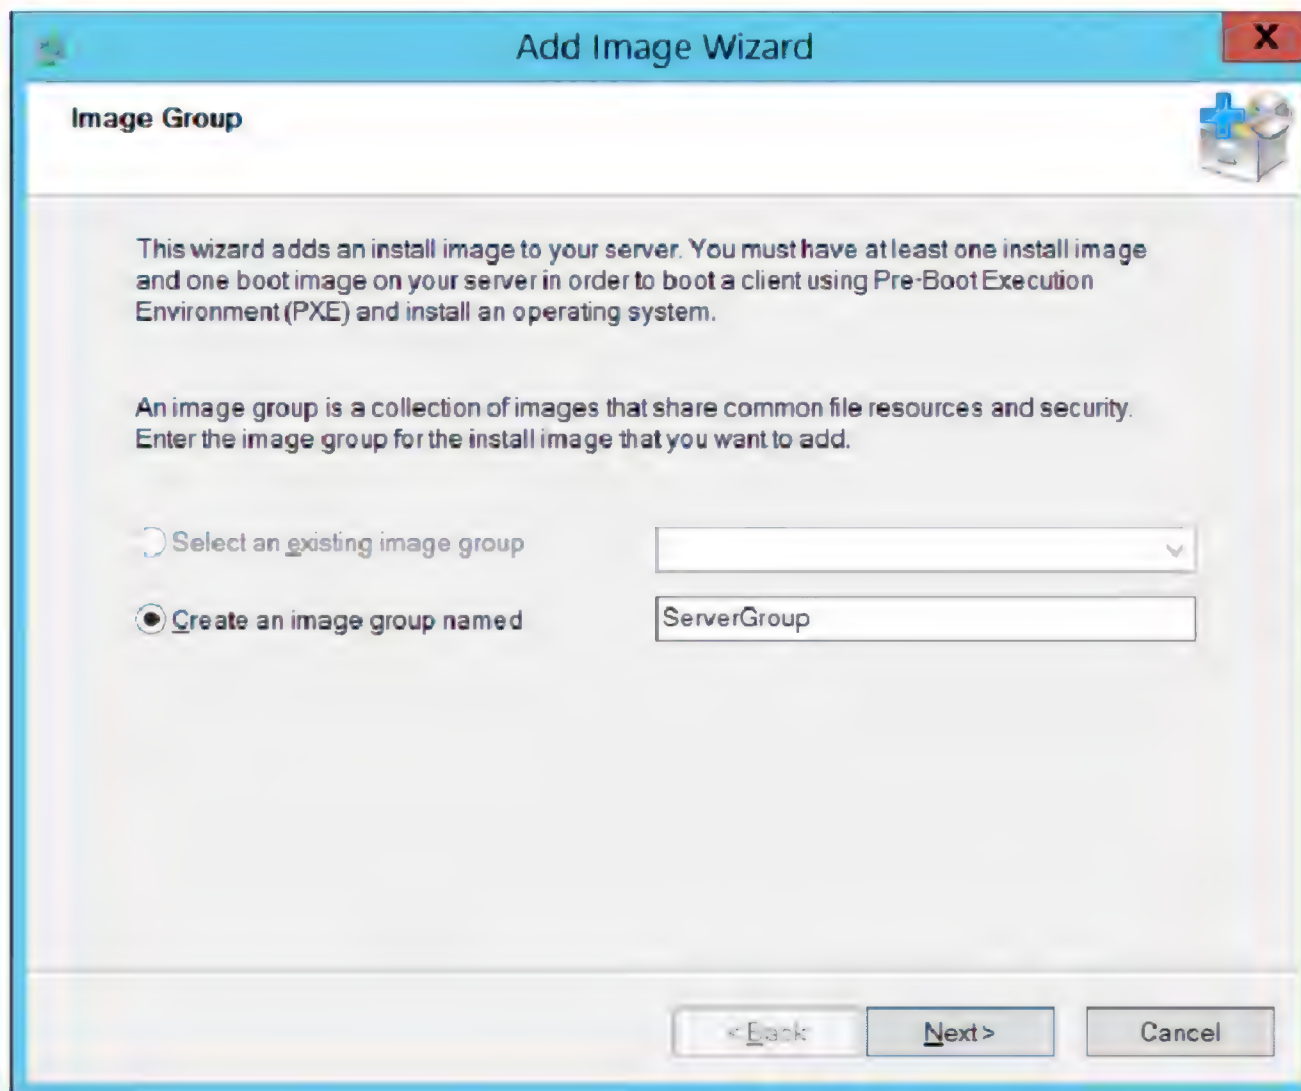 Add Image Wizard
X
Image Group
This wizard adds an install image to your server. You must have at least one install image
and one boot image on your server in order to boot a client using Pre-Boot Execution
Environment (PXE) and install an operating system.
An image group is a collection of images that share common file resources and security.
Enter the image group for the install image that you want to add.
Select an existing image group
Create an image group named
ServerGroup
< Back
Next >
Cancel